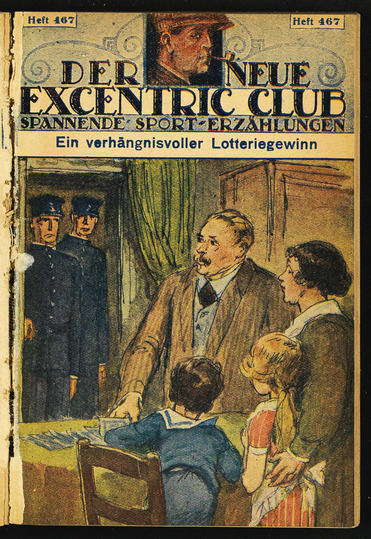 Heft 467
Heft 467
DER NEUE
EXCENTRIC CLUB
SPANNENDE-SPORT-ERZÄHLUNGEN
Ein verhängnisvoller Lotteriegewinn